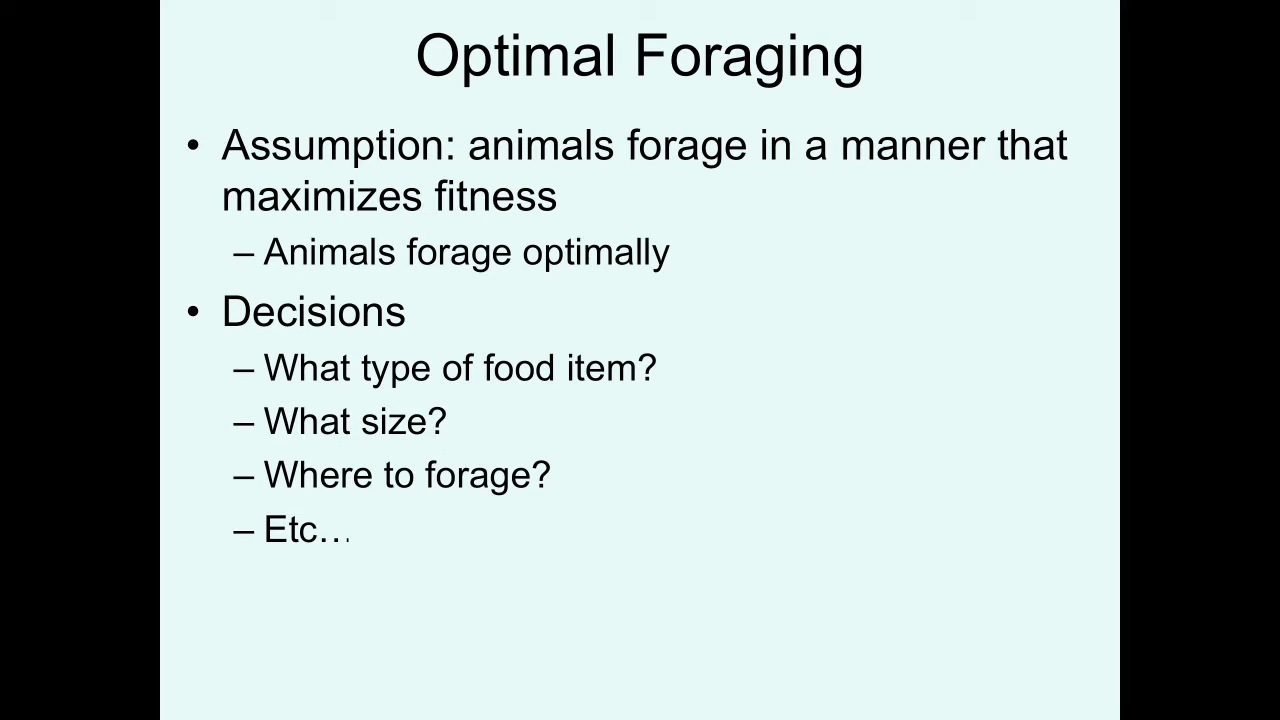 Optimal Foraging
• Assumption: animals forage in a manner that
maximizes fitness
– Animals forage optimally
• Decisions
– What type of food item?
– What size?
– Where to forage?
– Etc…